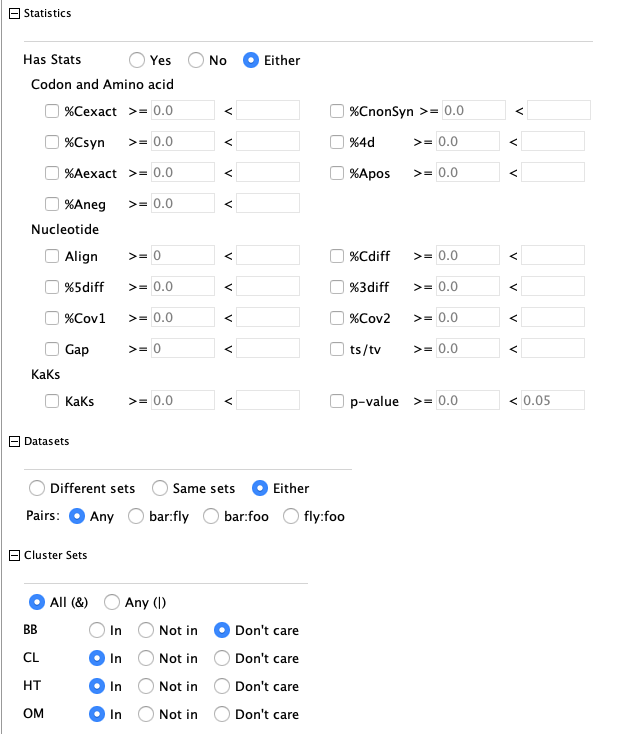 Statistics
Has Stats Yes No Either
Codon and Amino acid
%Cexact >= 0.0 < %CnonSyn >= 0.0 <
%Csyn >= 0.0 < %4d >= 0.0 <
%Aexact >= 0.0 < %Apos >= 0.0 <
%Aneg >= 0.0 <
Nucleotide
Align >= 0 < %Cdiff >= 0.0 <
%5diff >= 0.0 < %3diff >= 0.0 <
%Cov1 >= 0.0 < %Cov2 >= 0.0 <
Gap >= 0 < ts/tv >= 0.0 <
KaKs
KaKs >= 0.0 < p-value >= 0.0 < 0.05
Datasets
Different sets Same sets Either
Pairs: Any bar:fly bar:foo fly:foo
Cluster Sets
All (&) Any (|)
BB In Not in Don't care
CL In Not in Don't care
HT In Not in Don't care
OM In Not in Don't care